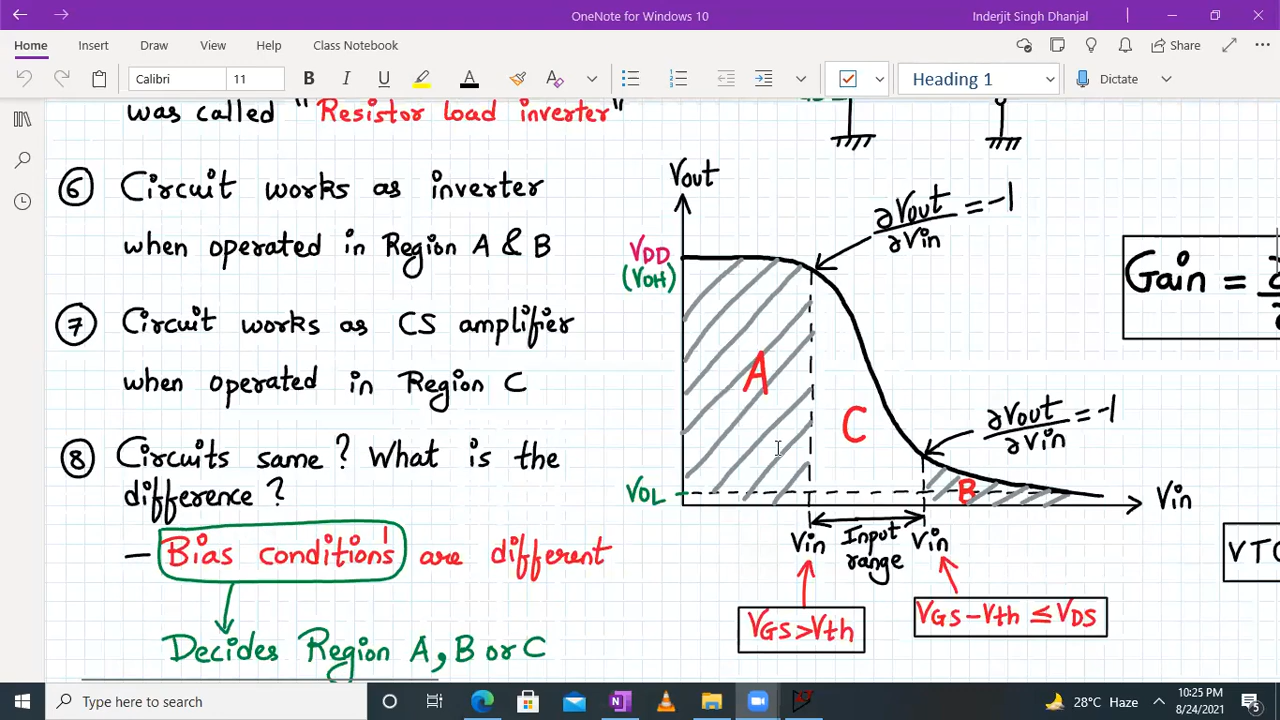 OneNote for Windows 10
Inderjit Singh Dhanjal
Home Insert Draw View Help Class Notebook
Share
Calibri 11 B I U A
Heading 1
Dictate
was called "Resistor load inverter"
⑥ Circuit works as inverter
when operated in Region A & B
⑦ Circuit works as CS amplifier
when operated in Region C
⑧ Circuits same? What is the
difference?
- Bias conditions are different
Decides Region A, B or C
Vout
VDD
(VOH)
VOL
A
C
B
∂Vout/∂Vin = -1
∂Vout/∂Vin = -1
Vin
Vin
Input
range
Vin
VGS > Vth
VGS - Vth ≤ VDS
Gain =
VTC
Type here to search
28°C Haze
10:25 PM
8/24/2021
5